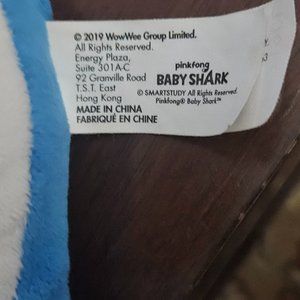 © 2019 WowWee Group Limited.
All Rights Reserved.
Energy Plaza,
Suite 301A-C
92 Granville Road
T.S.T. East
Hong Kong
MADE IN CHINA
FABRIQUÉ EN CHINE
pinkfong
BABY SHARK
© SMARTSTUDY All Rights Reserved.
Pinkfong® Baby Shark™